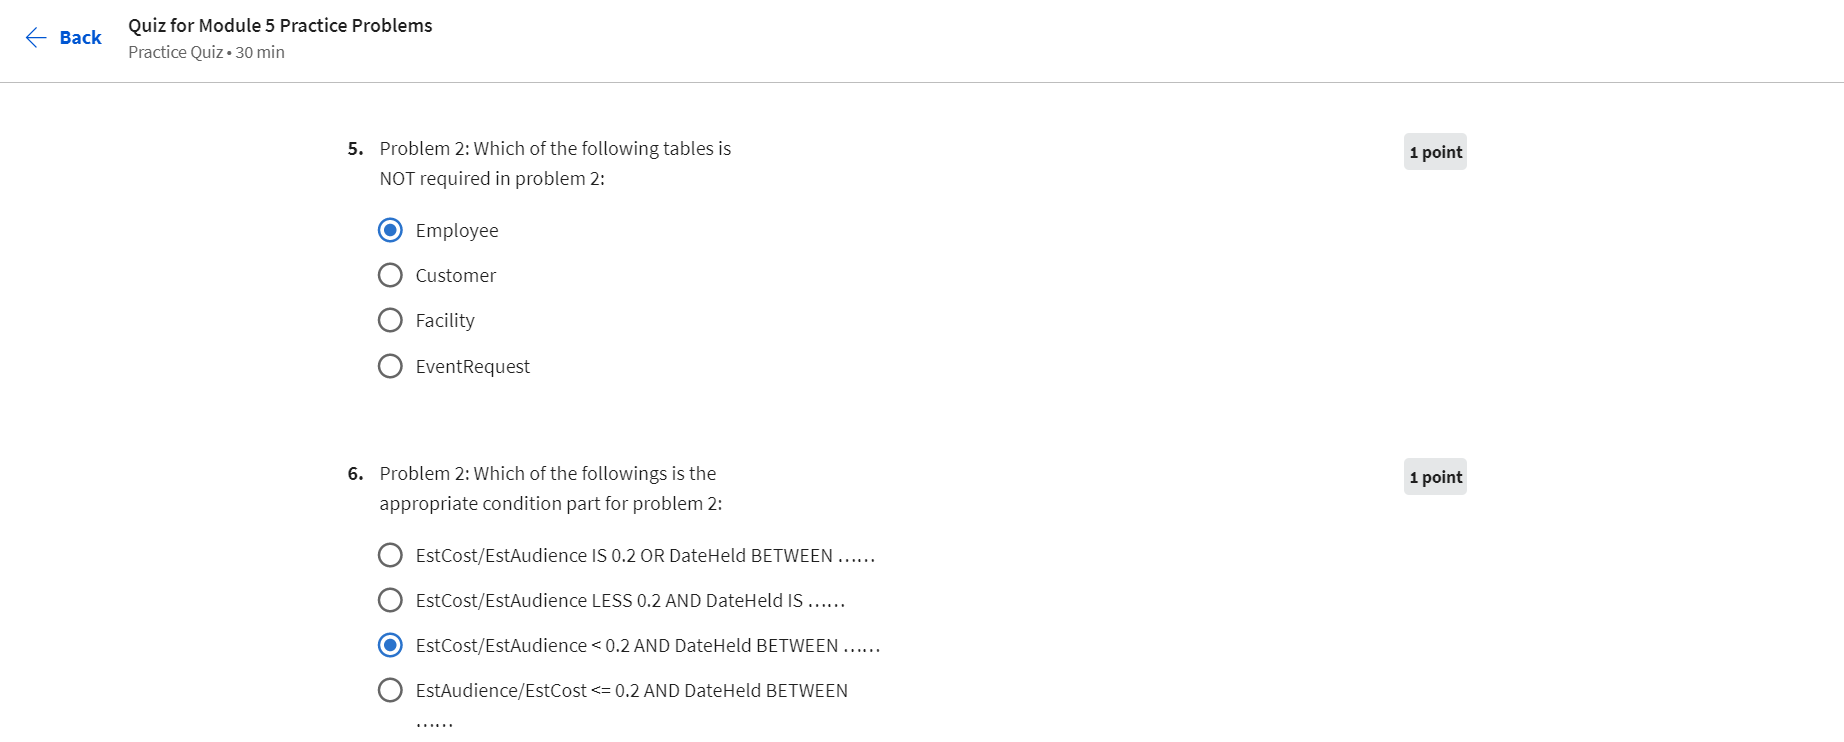 Back
Quiz for Module 5 Practice Problems
Practice Quiz • 30 min
5. Problem 2: Which of the following tables is
NOT required in problem 2:
1 point
Employee
Customer
Facility
EventRequest
6. Problem 2: Which of the followings is the
appropriate condition part for problem 2:
1 point
EstCost/EstAudience IS 0.2 OR DateHeld BETWEEN ……
EstCost/EstAudience LESS 0.2 AND DateHeld IS ……
EstCost/EstAudience < 0.2 AND DateHeld BETWEEN ……
EstAudience/EstCost <= 0.2 AND DateHeld BETWEEN
……